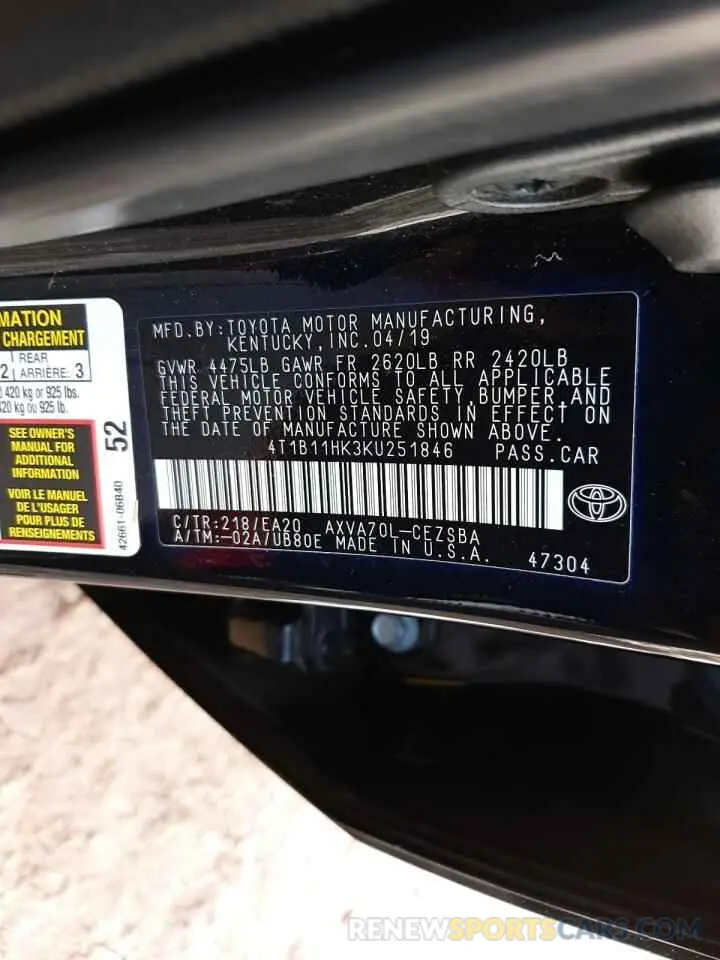 MATION
CHARGEMENT
1 REAR
2 ARRIÈRE: 3
420 kg or 925 lbs.
420 kg ou 925 lb.
SEE OWNER'S
MANUAL FOR
ADDITIONAL
INFORMATION
VOIR LE MANUEL
DE L'USAGER
POUR PLUS DE
RENSEIGNEMENTS
52
42661-06B40
MFD.BY:TOYOTA MOTOR MANUFACTURING,
KENTUCKY, INC.04/19
GVWR 4475LB GAWR FR 2620LB RR 2420LB
THIS VEHICLE CONFORMS TO ALL APPLICABLE
FEDERAL MOTOR VEHICLE SAFETY,BUMPER,AND
THEFT PREVENTION STANDARDS IN EFFECT ON
THE DATE OF MANUFACTURE SHOWN ABOVE.
4T1B11HK3KU251846 PASS.CAR
C/TR:218/EA20 AXVA70L-CEZSBA
A/TM:-02A/UB80E MADE IN U.S.A.
47304
RENEWSPORTSCARS.COM